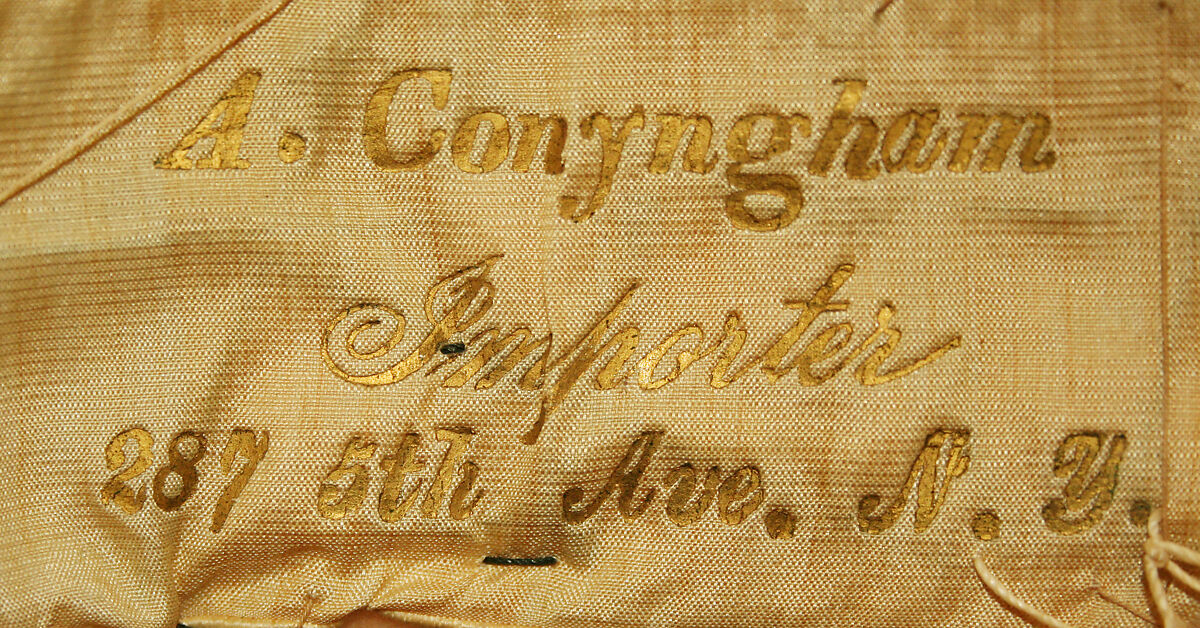 A. Conyngham
Importer
287 5th Ave. N.Y.